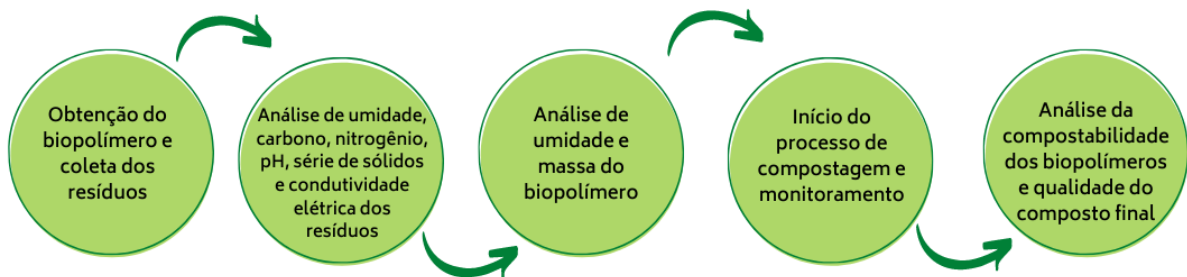 Obtenção do
biopolímero e
coleta dos
resíduos
Análise de umidade,
carbono, nitrogênio,
pH, série de sólidos
e condutividade
elétrica dos
resíduos
Análise de
umidade e
massa do
biopolímero
Início do
processo de
compostagem e
monitoramento
Análise da
compostabilidade
dos biopolímeros
e qualidade do
composto final